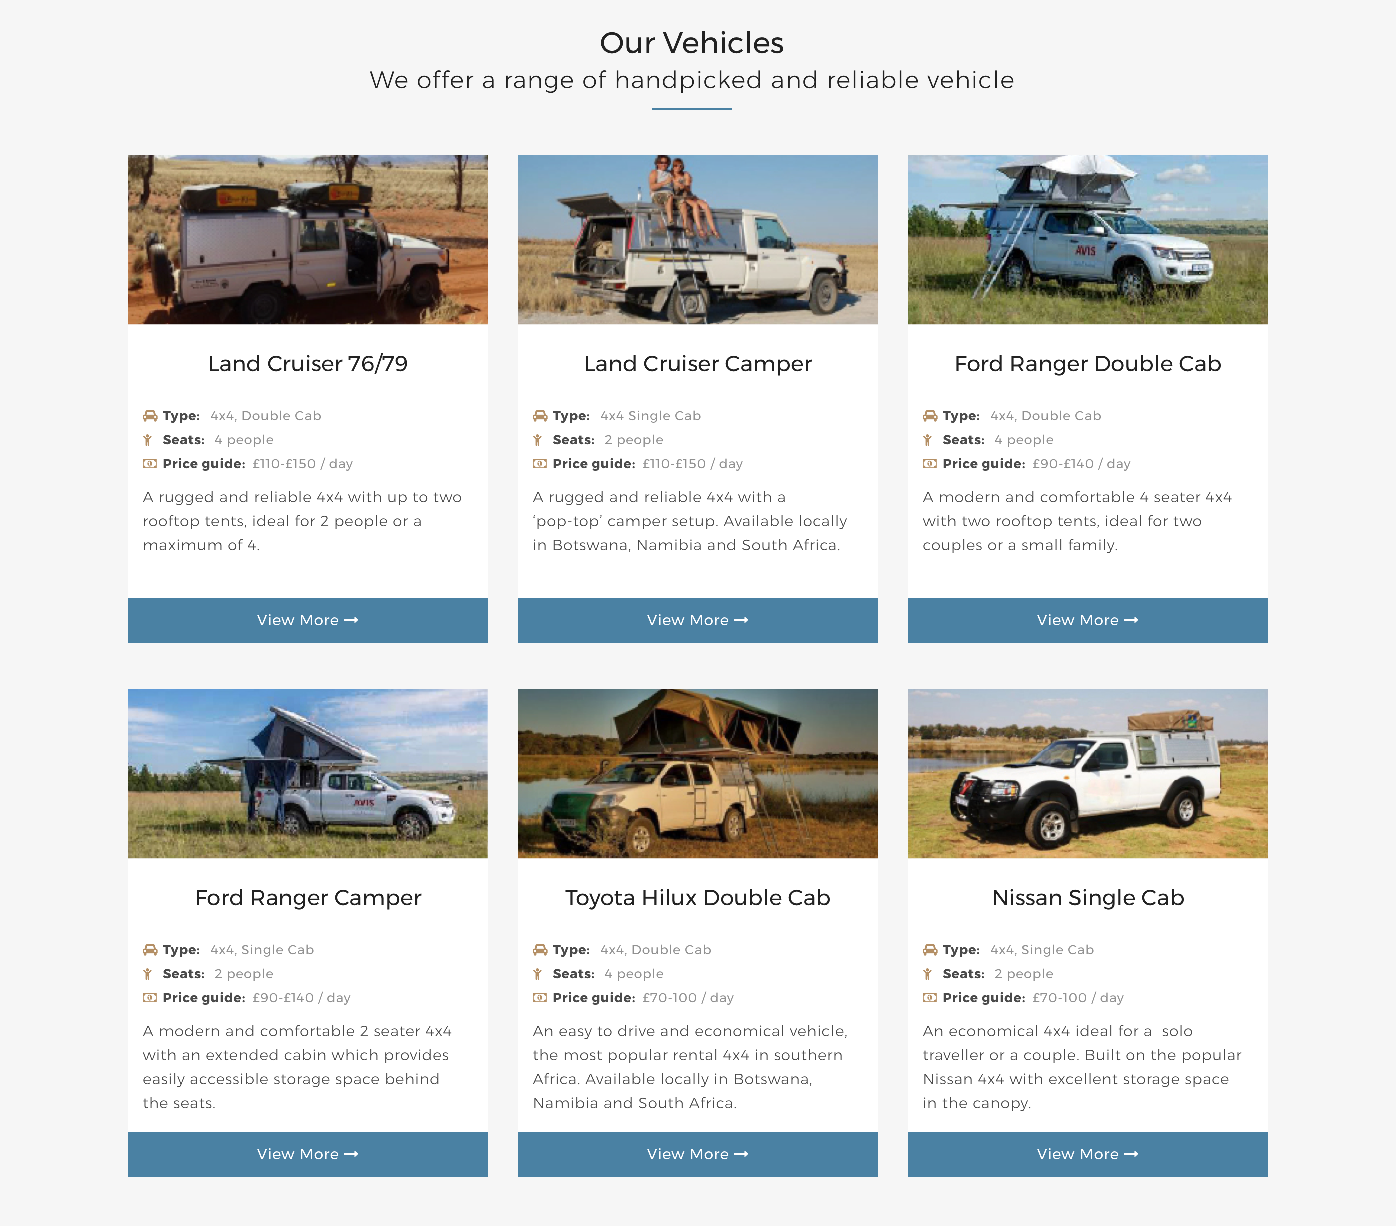 Our Vehicles
We offer a range of handpicked and reliable vehicle
Land Cruiser 76/79
Type: 4x4, Double Cab
Seats: 4 people
Price guide: £110-£150 / day
A rugged and reliable 4x4 with up to two
rooftop tents, ideal for 2 people or a
maximum of 4.
View More →
Land Cruiser Camper
Type: 4x4 Single Cab
Seats: 2 people
Price guide: £110-£150 / day
A rugged and reliable 4x4 with a
‘pop-top’ camper setup. Available locally
in Botswana, Namibia and South Africa.
View More →
AVIS
Ford Ranger Double Cab
Type: 4x4, Double Cab
Seats: 4 people
Price guide: £90-£140 / day
A modern and comfortable 4 seater 4x4
with two rooftop tents, ideal for two
couples or a small family.
View More →
AVIS
Ford Ranger Camper
Type: 4x4, Single Cab
Seats: 2 people
Price guide: £90-£140 / day
A modern and comfortable 2 seater 4x4
with an extended cabin which provides
easily accessible storage space behind
the seats.
View More →
Toyota Hilux Double Cab
Type: 4x4, Double Cab
Seats: 4 people
Price guide: £70-100 / day
An easy to drive and economical vehicle,
the most popular rental 4x4 in southern
Africa. Available locally in Botswana,
Namibia and South Africa.
View More →
Nissan Single Cab
Type: 4x4, Single Cab
Seats: 2 people
Price guide: £70-100 / day
An economical 4x4 ideal for a  solo
traveller or a couple. Built on the popular
Nissan 4x4 with excellent storage space
in the canopy.
View More →